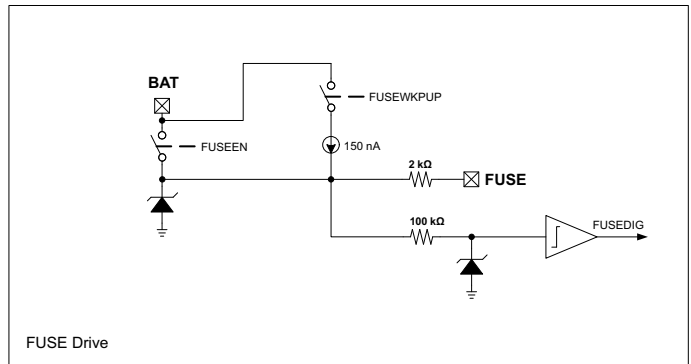 BAT
FUSEWKPUP
FUSEEN
150 nA
2 kΩ
FUSE
100 kΩ
FUSEDIG
FUSE Drive